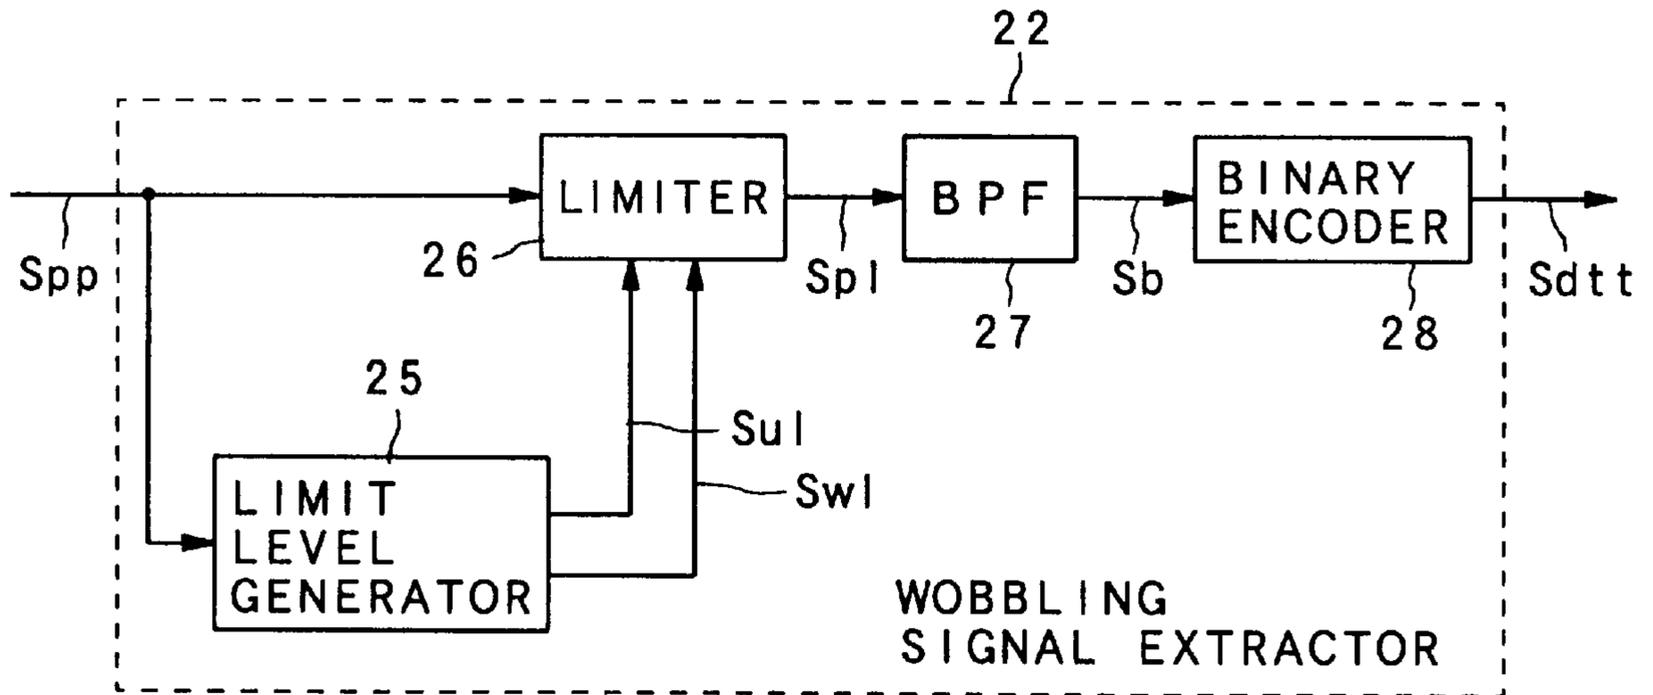 22
LIMITER
BPF
BINARY
ENCODER
26
Spp
Spl
Sb
Sdtt
27
28
25
Sul
Swl
LIMIT
LEVEL
GENERATOR
WOBBLING
SIGNAL EXTRACTOR